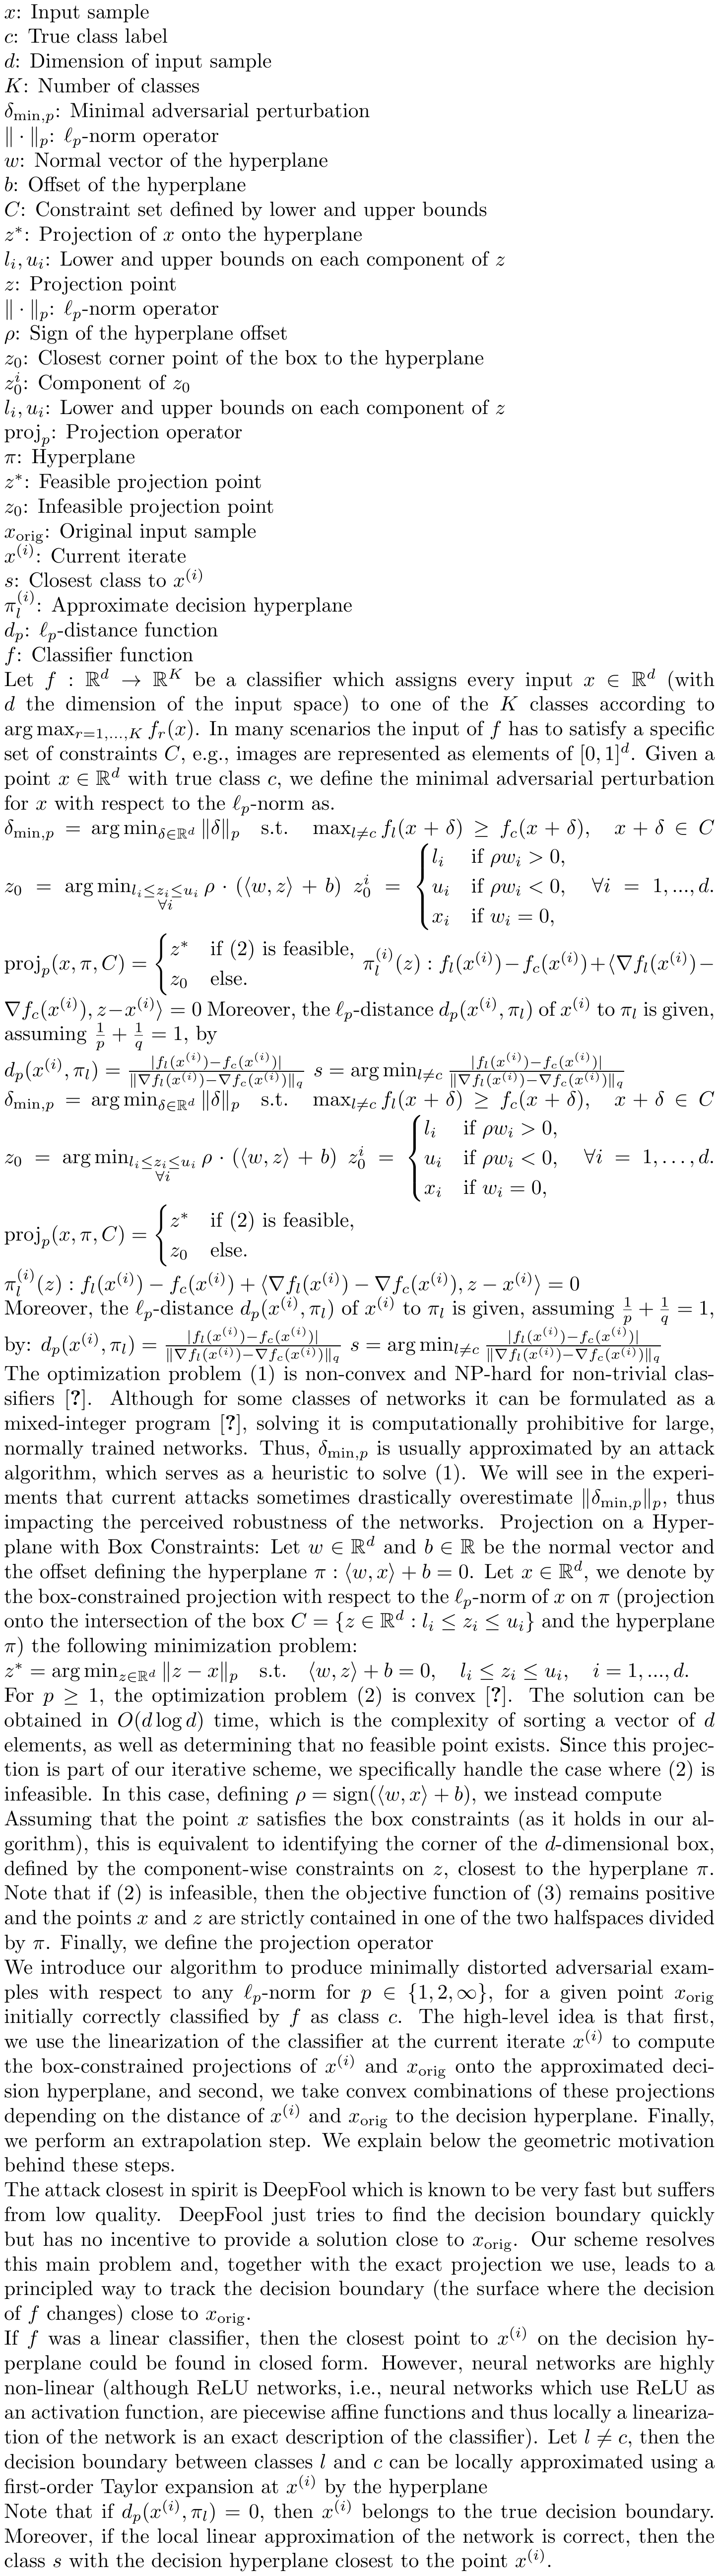 x: Input sample
c: True class label
d: Dimension of input sample
K: Number of classes
δ_{min,p}: Minimal adversarial perturbation
‖ · ‖_p: ℓ_p-norm operator
w: Normal vector of the hyperplane
b: Offset of the hyperplane
C: Constraint set defined by lower and upper bounds
z*: Projection of x onto the hyperplane
l_i, u_i: Lower and upper bounds on each component of z
z: Projection point
‖ · ‖_p: ℓ_p-norm operator
ρ: Sign of the hyperplane offset
z_0: Closest corner point of the box to the hyperplane
z_0^i: Component of z_0
l_i, u_i: Lower and upper bounds on each component of z
proj_p: Projection operator
π: Hyperplane
z*: Feasible projection point
z_0: Infeasible projection point
x_orig: Original input sample
x^{(i)}: Current iterate
s: Closest class to x^{(i)}
π_l^{(i)}: Approximate decision hyperplane
d_p: ℓ_p-distance function
f: Classifier function
Let f : ℝ^d → ℝ^K be a classifier which assigns every input x ∈ ℝ^d (with
d the dimension of the input space) to one of the K classes according to
arg max_{r=1,...,K} f_r(x). In many scenarios the input of f has to satisfy a specific
set of constraints C, e.g., images are represented as elements of [0, 1]^d. Given a
point x ∈ ℝ^d with true class c, we define the minimal adversarial perturbation
for x with respect to the ℓ_p-norm as.
δ_{min,p} = arg min_{δ∈ℝ^d} ‖δ‖_p s.t. max_{l≠c} f_l(x + δ) ≥ f_c(x + δ), x + δ ∈ C
z_0 = arg min_{l_i≤z_i≤u_i ∀i} ρ · (⟨w, z⟩ + b) z_0^i = { l_i if ρw_i > 0, u_i if ρw_i < 0, x_i if w_i = 0, ∀i = 1, ..., d.
proj_p(x, π, C) = { z* if (2) is feasible, z_0 else. π_l^{(i)}(z) : f_l(x^{(i)})−f_c(x^{(i)})+⟨∇f_l(x^{(i)})−
∇f_c(x^{(i)}), z−x^{(i)}⟩ = 0 Moreover, the ℓ_p-distance d_p(x^{(i)}, π_l) of x^{(i)} to π_l is given,
assuming 1/p + 1/q = 1, by
d_p(x^{(i)}, π_l) = |f_l(x^{(i)})−f_c(x^{(i)})| / ‖∇f_l(x^{(i)})−∇f_c(x^{(i)})‖_q s = arg min_{l≠c} |f_l(x^{(i)})−f_c(x^{(i)})| / ‖∇f_l(x^{(i)})−∇f_c(x^{(i)})‖_q
δ_{min,p} = arg min_{δ∈ℝ^d} ‖δ‖_p s.t. max_{l≠c} f_l(x + δ) ≥ f_c(x + δ), x + δ ∈ C
z_0 = arg min_{l_i≤z_i≤u_i ∀i} ρ · (⟨w, z⟩ + b) z_0^i = { l_i if ρw_i > 0, u_i if ρw_i < 0, x_i if w_i = 0, ∀i = 1, . . . , d.
proj_p(x, π, C) = { z* if (2) is feasible, z_0 else.
π_l^{(i)}(z) : f_l(x^{(i)}) − f_c(x^{(i)}) + ⟨∇f_l(x^{(i)}) − ∇f_c(x^{(i)}), z − x^{(i)}⟩ = 0
Moreover, the ℓ_p-distance d_p(x^{(i)}, π_l) of x^{(i)} to π_l is given, assuming 1/p + 1/q = 1,
by: d_p(x^{(i)}, π_l) = |f_l(x^{(i)})−f_c(x^{(i)})| / ‖∇f_l(x^{(i)})−∇f_c(x^{(i)})‖_q s = arg min_{l≠c} |f_l(x^{(i)})−f_c(x^{(i)})| / ‖∇f_l(x^{(i)})−∇f_c(x^{(i)})‖_q
The optimization problem (1) is non-convex and NP-hard for non-trivial clas-
sifiers [?]. Although for some classes of networks it can be formulated as a
mixed-integer program [?], solving it is computationally prohibitive for large,
normally trained networks. Thus, δ_{min,p} is usually approximated by an attack
algorithm, which serves as a heuristic to solve (1). We will see in the experi-
ments that current attacks sometimes drastically overestimate ‖δ_{min,p}‖_p, thus
impacting the perceived robustness of the networks. Projection on a Hyper-
plane with Box Constraints: Let w ∈ ℝ^d and b ∈ ℝ be the normal vector and
the offset defining the hyperplane π : ⟨w, x⟩ + b = 0. Let x ∈ ℝ^d, we denote by
the box-constrained projection with respect to the ℓ_p-norm of x on π (projection
onto the intersection of the box C = {z ∈ ℝ^d : l_i ≤ z_i ≤ u_i} and the hyperplane
π) the following minimization problem:
z* = arg min_{z∈ℝ^d} ‖z − x‖_p s.t. ⟨w, z⟩ + b = 0, l_i ≤ z_i ≤ u_i, i = 1, ..., d.
For p ≥ 1, the optimization problem (2) is convex [?]. The solution can be
obtained in O(d log d) time, which is the complexity of sorting a vector of d
elements, as well as determining that no feasible point exists. Since this projec-
tion is part of our iterative scheme, we specifically handle the case where (2) is
infeasible. In this case, defining ρ = sign(⟨w, x⟩ + b), we instead compute
Assuming that the point x satisfies the box constraints (as it holds in our al-
gorithm), this is equivalent to identifying the corner of the d-dimensional box,
defined by the component-wise constraints on z, closest to the hyperplane π.
Note that if (2) is infeasible, then the objective function of (3) remains positive
and the points x and z are strictly contained in one of the two halfspaces divided
by π. Finally, we define the projection operator
We introduce our algorithm to produce minimally distorted adversarial exam-
ples with respect to any ℓ_p-norm for p ∈ {1, 2, ∞}, for a given point x_orig
initially correctly classified by f as class c. The high-level idea is that first,
we use the linearization of the classifier at the current iterate x^{(i)} to compute
the box-constrained projections of x^{(i)} and x_orig onto the approximated deci-
sion hyperplane, and second, we take convex combinations of these projections
depending on the distance of x^{(i)} and x_orig to the decision hyperplane. Finally,
we perform an extrapolation step. We explain below the geometric motivation
behind these steps.
The attack closest in spirit is DeepFool which is known to be very fast but suffers
from low quality. DeepFool just tries to find the decision boundary quickly
but has no incentive to provide a solution close to x_orig. Our scheme resolves
this main problem and, together with the exact projection we use, leads to a
principled way to track the decision boundary (the surface where the decision
of f changes) close to x_orig.
If f was a linear classifier, then the closest point to x^{(i)} on the decision hy-
perplane could be found in closed form. However, neural networks are highly
non-linear (although ReLU networks, i.e., neural networks which use ReLU as
an activation function, are piecewise affine functions and thus locally a lineariza-
tion of the network is an exact description of the classifier). Let l ≠ c, then the
decision boundary between classes l and c can be locally approximated using a
first-order Taylor expansion at x^{(i)} by the hyperplane
Note that if d_p(x^{(i)}, π_l) = 0, then x^{(i)} belongs to the true decision boundary.
Moreover, if the local linear approximation of the network is correct, then the
class s with the decision hyperplane closest to the point x^{(i)}.